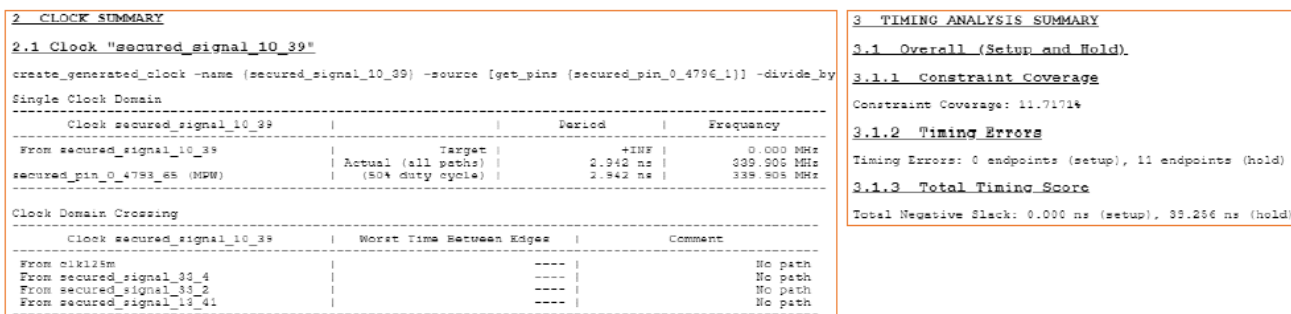 2 CLOCK SUMMARY
2.1 Clock "secured_signal_10_39"
create_generated_clock -name {secured_signal_10_39} -source [get_pins {secured_pin_0_4796_1}] -divide_by
Single Clock Domain
Clock secured_signal_10_39 | | Period | Frequency
From secured_signal_10_39 | Target | +INF | 0.000 MHz
| Actual (all paths) | 2.942 ns | 339.905 MHz
secured_pin_0_4793_65 (MPW) | (50% duty cycle) | 2.942 ns | 339.905 MHz
Clock Domain Crossing
Clock secured_signal_10_39 | Worst Time Between Edges | Comment
From clk125m | ---- | No path
From secured_signal_33_4 | ---- | No path
From secured_signal_33_2 | ---- | No path
From secured_signal_13_41 | ---- | No path
3 TIMING ANALYSIS SUMMARY
3.1 Overall (Setup and Hold)
3.1.1 Constraint Coverage
Constraint Coverage: 11.7171%
3.1.2 Timing Errors
Timing Errors: 0 endpoints (setup), 11 endpoints (hold)
3.1.3 Total Timing Score
Total Negative Slack: 0.000 ns (setup), 39.256 ns (hold)